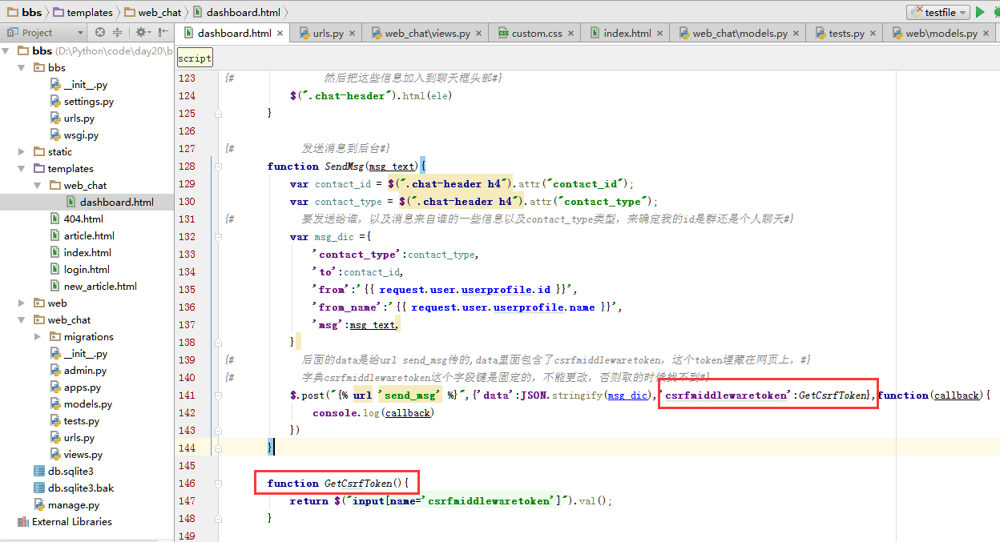 bbs templates web_chat dashboard.html testfile
Project dashboard.html urls.py web_chat\views.py custom.css index.html web_chat\models.py tests.py web\models.py
bbs (D:\Python\code\day20\b
bbs
__init__.py
settings.py
urls.py
wsgi.py
static
templates
web_chat
dashboard.html
404.html
article.html
index.html
login.html
new_article.html
web
web_chat
migrations
__init__.py
admin.py
apps.py
models.py
tests.py
urls.py
views.py
db.sqlite3
db.sqlite3.bak
manage.py
External Libraries
script
123 {# 然后把这些信息加入到聊天框头部#}
124 $(".chat-header").html(ele)
125 }
126
127 {# 发送消息到后台#}
128 function SendMsg(msg_text){
129 var contact_id = $(".chat-header h4").attr("contact_id");
130 var contact_type = $(".chat-header h4").attr("contact_type");
131 {# 要发送给谁，以及消息来自谁的一些信息以及contact_type类型，来确定我的id是群还是个人聊天#}
132 var msg_dic ={
133 'contact_type':contact_type,
134 'to':contact_id,
135 'from':'{{ request.user.userprofile.id }}',
136 'from_name':'{{ request.user.userprofile.name }}',
137 'msg':msg_text,
138 }
139 {# 后面的data是给url send_msg传的,data里面包含了csrfmiddlewaretoken，这个token埋藏在网页上，#}
140 {# 字典csrfmiddlewaretoken这个字段键是固定的，不能更改，否则取的时候找不到#}
141 $.post("{% url 'send_msg' %}",{'data':JSON.stringify(msg_dic),'csrfmiddlewaretoken':GetCsrfToken},function(callback){
142 console.log(callback)
143 })
144 }
145
146 function GetCsrfToken(){
147 return $("input[name='csrfmiddlewaretoken']").val();
148 }
149